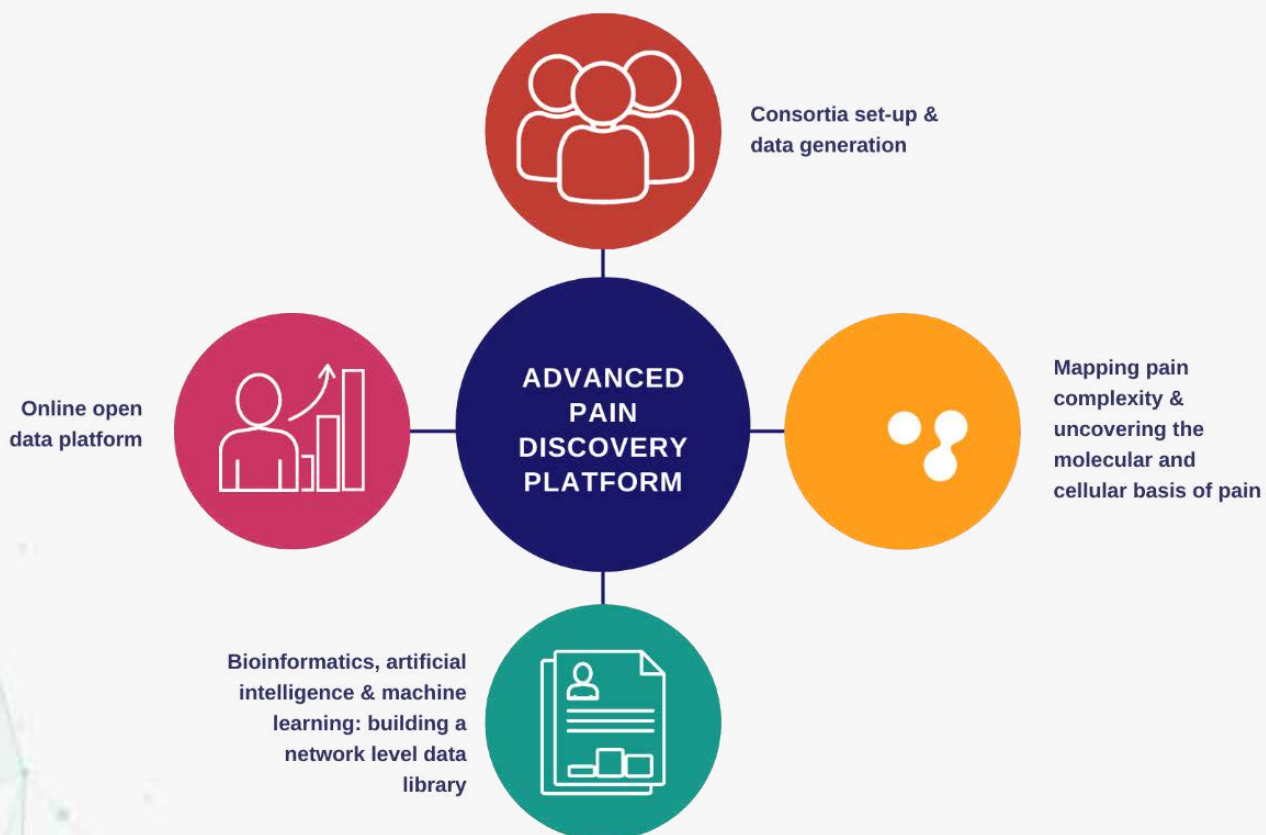 Consortia set-up &
data generation
ADVANCED
PAIN
DISCOVERY
PLATFORM
Mapping pain
complexity &
uncovering the
molecular and
cellular basis of pain
Online open
data platform
Bioinformatics, artificial
intelligence & machine
learning: building a
network level data
library